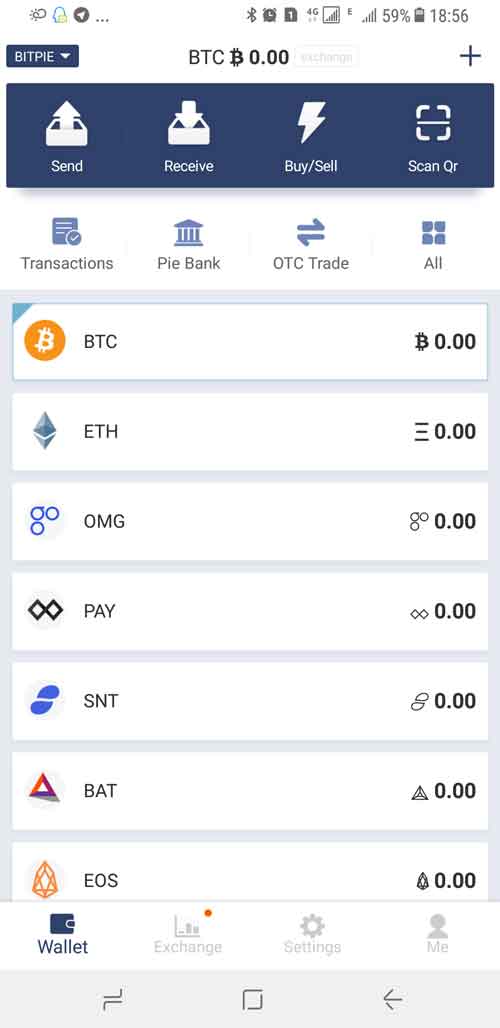 ... 4G E 59% 18:56
BITPIE BTC ₿ 0.00 exchange
Send Receive Buy/Sell Scan Qr
Transactions Pie Bank OTC Trade All
BTC ₿ 0.00
ETH Ξ 0.00
OMG 0.00
PAY 0.00
SNT 0.00
BAT 0.00
EOS 0.00
Wallet Exchange Settings Me